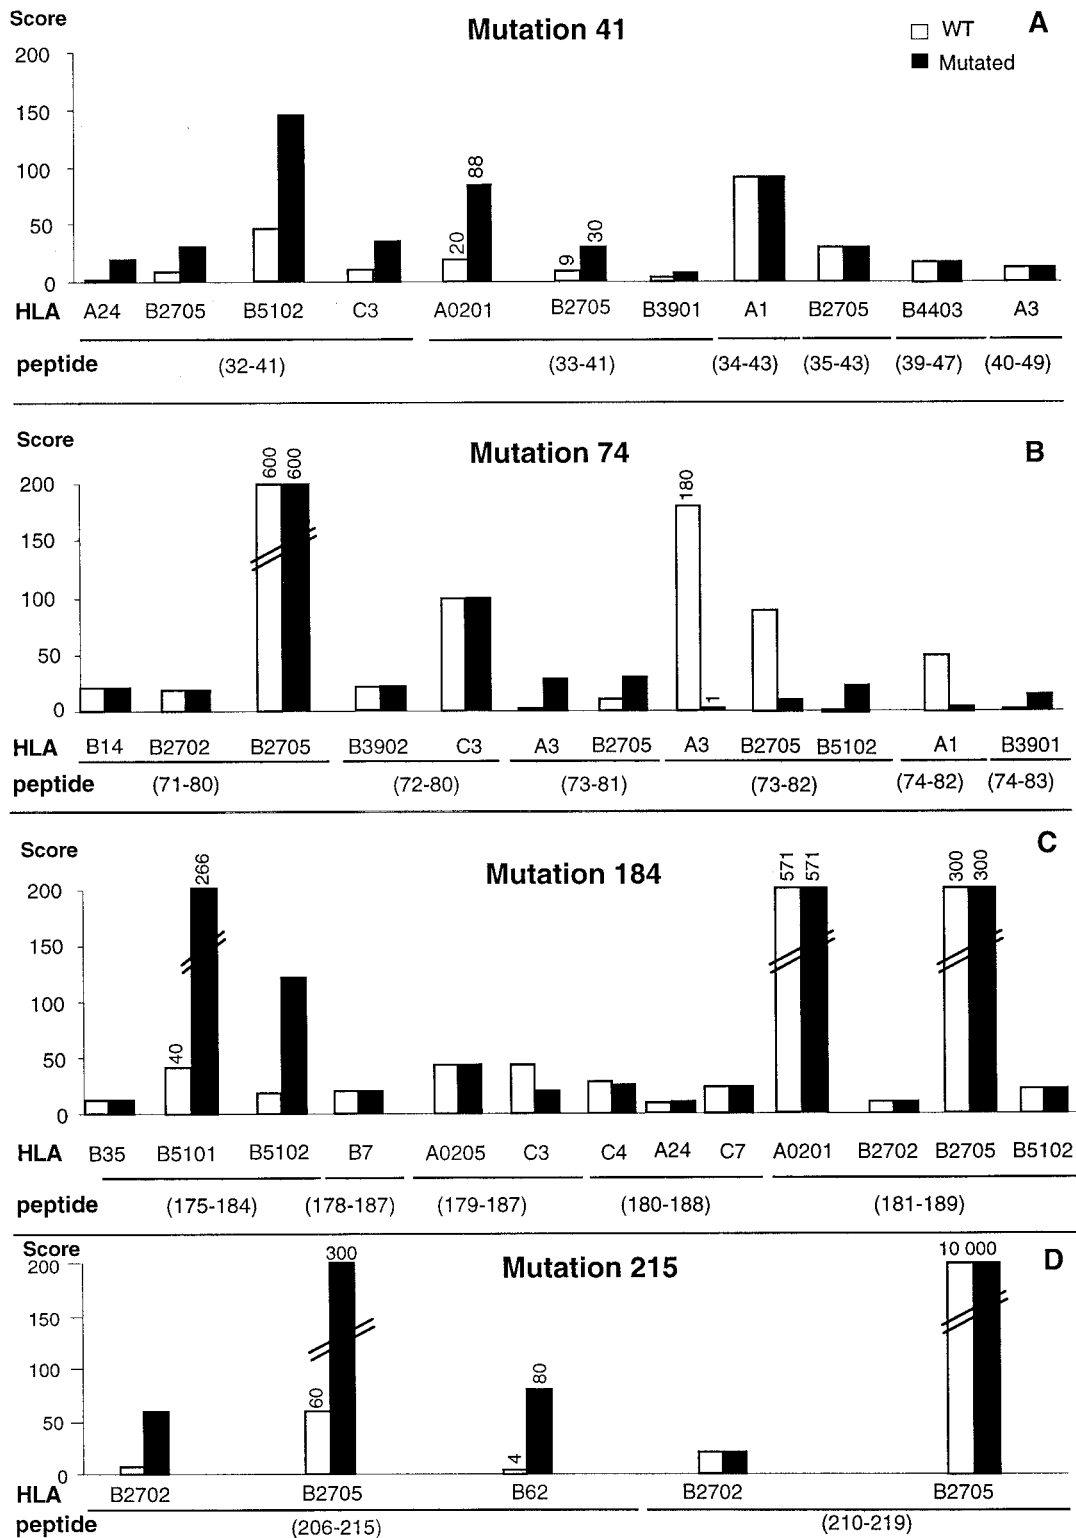 Score
Mutation 41
A
WT
Mutated
200
150
100
50
0
20
88
9
30
HLA A24 B2705 B5102 C3 A0201 B2705 B3901 A1 B2705 B4403 A3
peptide (32-41) (33-41) (34-43) (35-43) (39-47) (40-49)
Score
Mutation 74
B
200
150
100
50
0
600
600
180
1
HLA B14 B2702 B2705 B3902 C3 A3 B2705 A3 B2705 B5102 A1 B3901
peptide (71-80) (72-80) (73-81) (73-82) (74-82) (74-83)
Score
Mutation 184
C
200
150
100
50
0
40
266
571
571
300
300
HLA B35 B5101 B5102 B7 A0205 C3 C4 A24 C7 A0201 B2702 B2705 B5102
peptide (175-184) (178-187) (179-187) (180-188) (181-189)
Score
Mutation 215
D
200
150
100
50
0
60
300
4
80
10 000
HLA B2702 B2705 B62 B2702 B2705
peptide (206-215) (210-219)